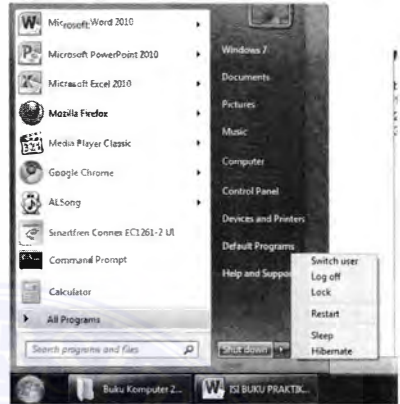 Microsoft Word 2010
Microsoft PowerPoint 2010
Microsoft Excel 2010
Mozilla Firefox
Media Player Classic
Google Chrome
ALSong
Smartfren Connex EC1261-2 UI
Command Prompt
Calculator
All Programs
Search programs and files
Windows 7
Documents
Pictures
Music
Computer
Control Panel
Devices and Printers
Default Programs
Help and Suppo
Shut down
Switch user
Log off
Lock
Restart
Sleep
Hibernate
Buku Komputer 2...
ISI BUKU PRAKTIK...